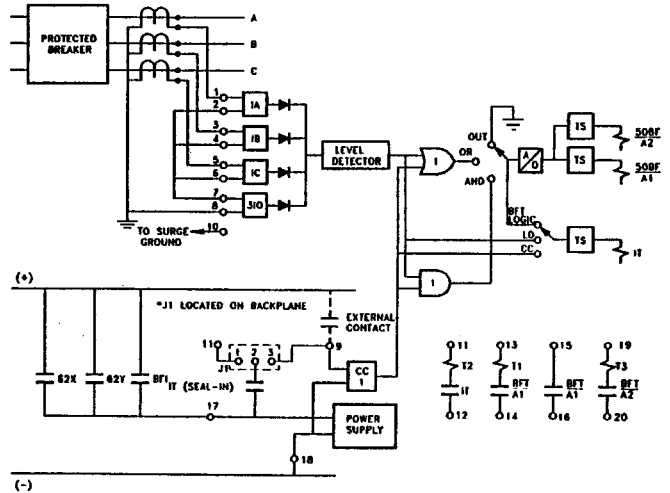 PROTECTED
BREAKER
A
B
C
1
2
3
4
5
6
7
8
10
IA
IB
IC
3IO
TO SURGE
GROUND
LEVEL
DETECTOR
1
OR
OUT
AND
A/D
TS
50BF
A2
TS
50BF
A1
BFT
LOGIC
LD
CC
TS
IT
1
(+)
*J1 LOCATED ON BACKPLANE
EXTERNAL
CONTACT
11
1 2 3
J1
9
CC
1
62X
62Y
BFI
IT (SEAL-IN)
17
POWER
SUPPLY
18
(-)
11
T2
IT
12
13
T1
BFT
A1
14
15
BFT
A1
16
19
T3
BFT
A2
20